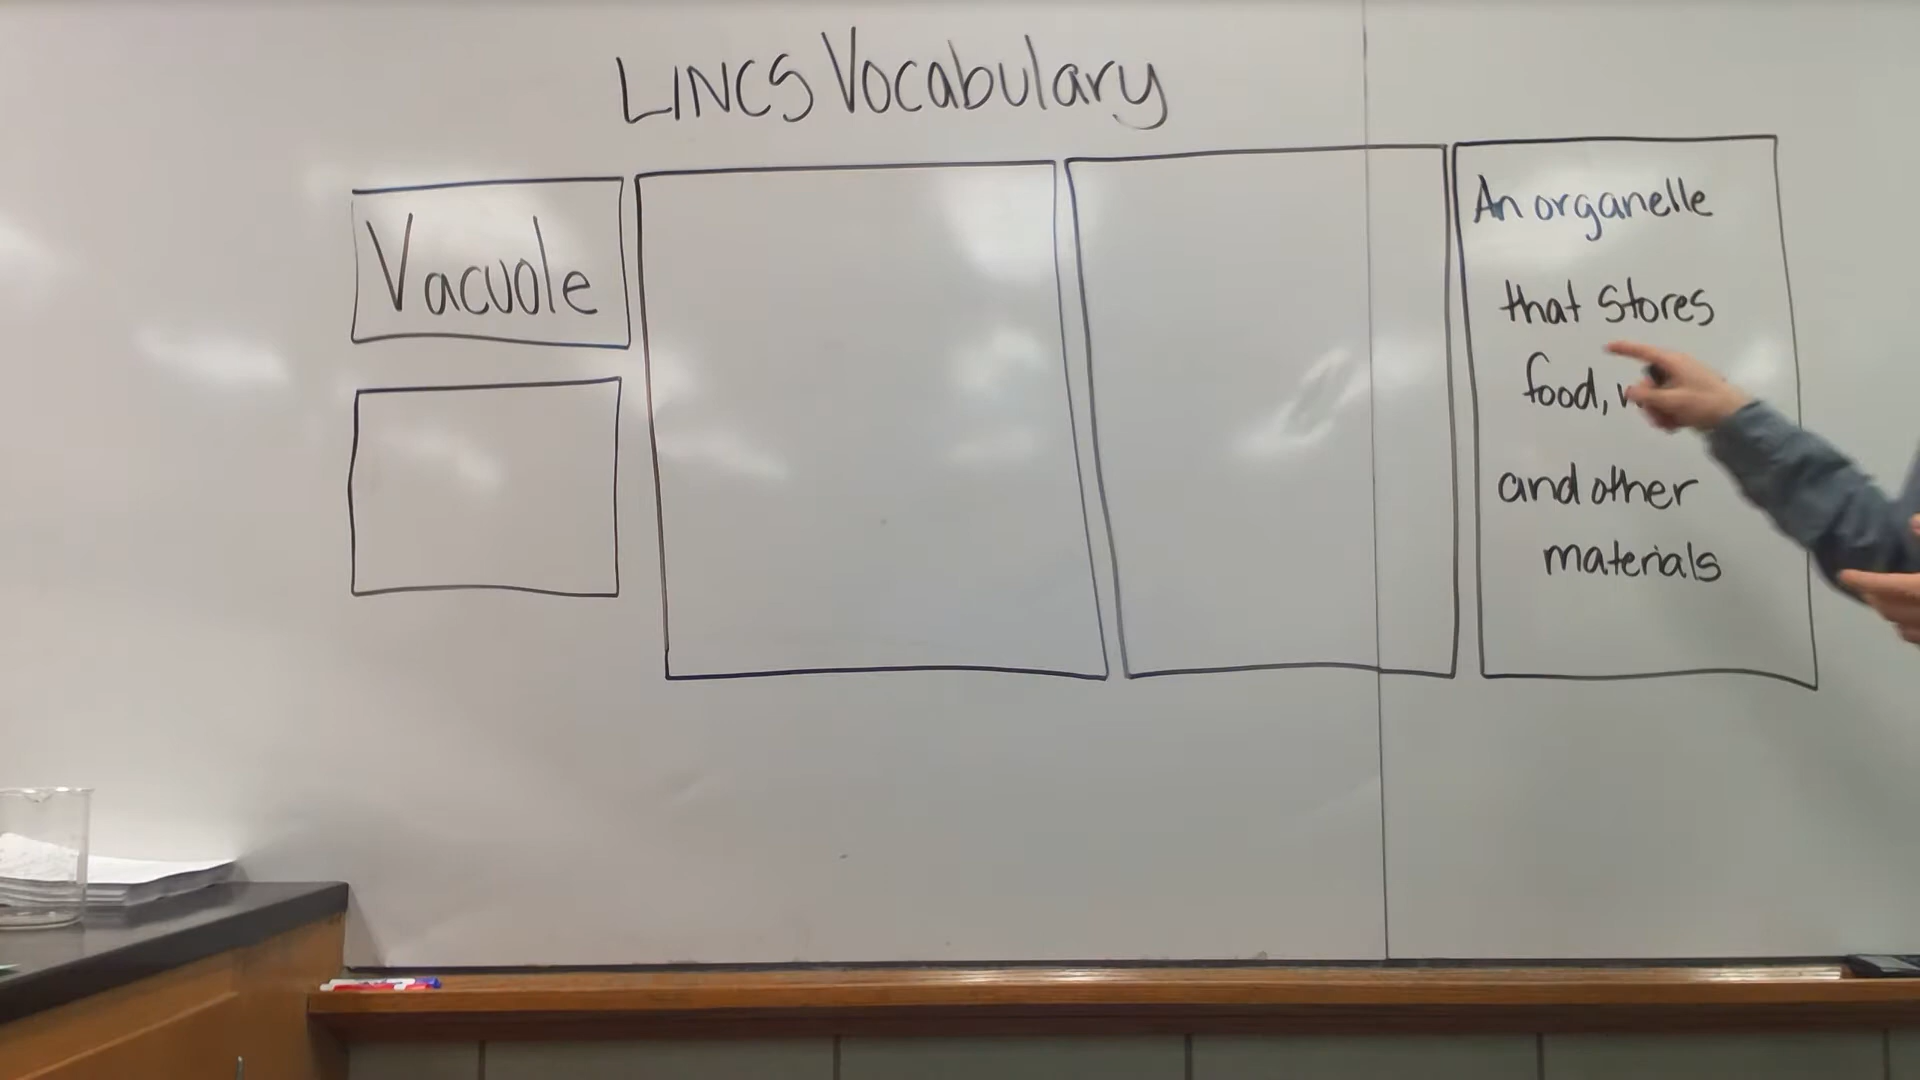 LINCS Vocabulary
Vacuole
An organelle
that stores
food,
and other
materials